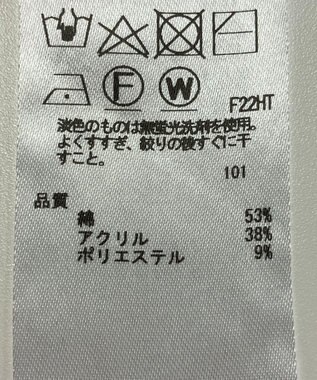 F
W
F22HT
淡色のものは無蛍光洗剤を使用。
よくすすぎ、絞りの後すぐに干
すこと。
101
品質
綿 53%
アクリル 38%
ポリエステル 9%